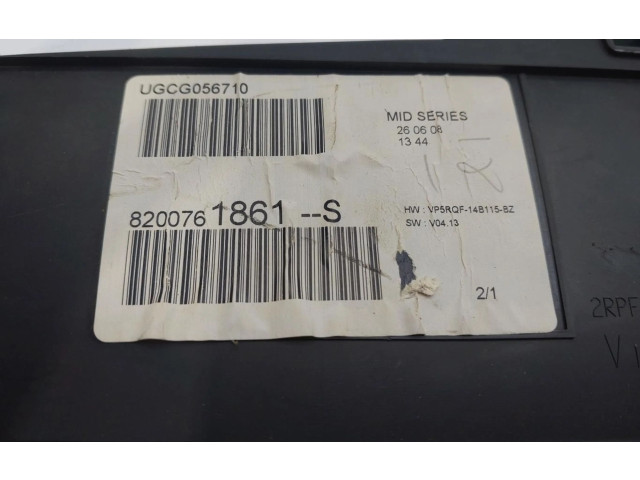 UGCG056710
MID SERIES
26 06 08
13 44
8200761861 --S
HW : VP5RQF-14B115-BZ
SW : V04.13
2/1
2RPF
V